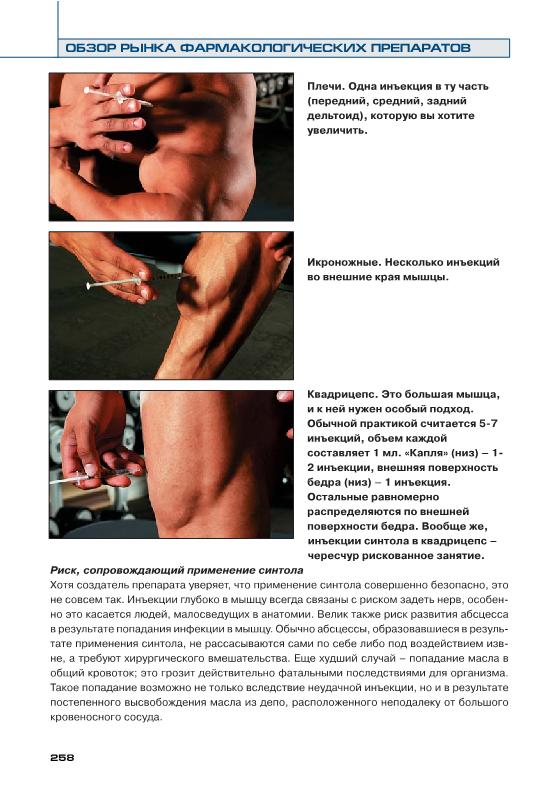 ОБЗОР РЫНКА ФАРМАКОЛОГИЧЕСКИХ ПРЕПАРАТОВ
Плечи. Одна инъекция в ту часть
(передний, средний, задний
дельтоид), которую вы хотите
увеличить.
Икроножные. Несколько инъекций
во внешние края мышцы.
Квадрицепс. Это большая мышца,
и к ней нужен особый подход.
Обычной практикой считается 5-7
инъекций, объем каждой
составляет 1 мл. «Капля» (низ) – 1-
2 инъекции, внешняя поверхность
бедра (низ) – 1 инъекция.
Остальные равномерно
распределяются по внешней
поверхности бедра. Вообще же,
инъекции синтола в квадрицепс –
чересчур рискованное занятие.
Риск, сопровождающий применение синтола
Хотя создатель препарата уверяет, что применение синтола совершенно безопасно, это
не совсем так. Инъекции глубоко в мышцу всегда связаны с риском задеть нерв, особен-
но это касается людей, малосведущих в анатомии. Велик также риск развития абсцесса
в результате попадания инфекции в мышцу. Обычно абсцессы, образовавшиеся в резуль-
тате применения синтола, не рассасываются сами по себе либо под воздействием изв-
не, а требуют хирургического вмешательства. Еще худший случай – попадание масла в
общий кровоток; это грозит действительно фатальными последствиями для организма.
Такое попадание возможно не только вследствие неудачной инъекции, но и в результате
постепенного высвобождения масла из депо, расположенного неподалеку от большого
кровеносного сосуда.
258